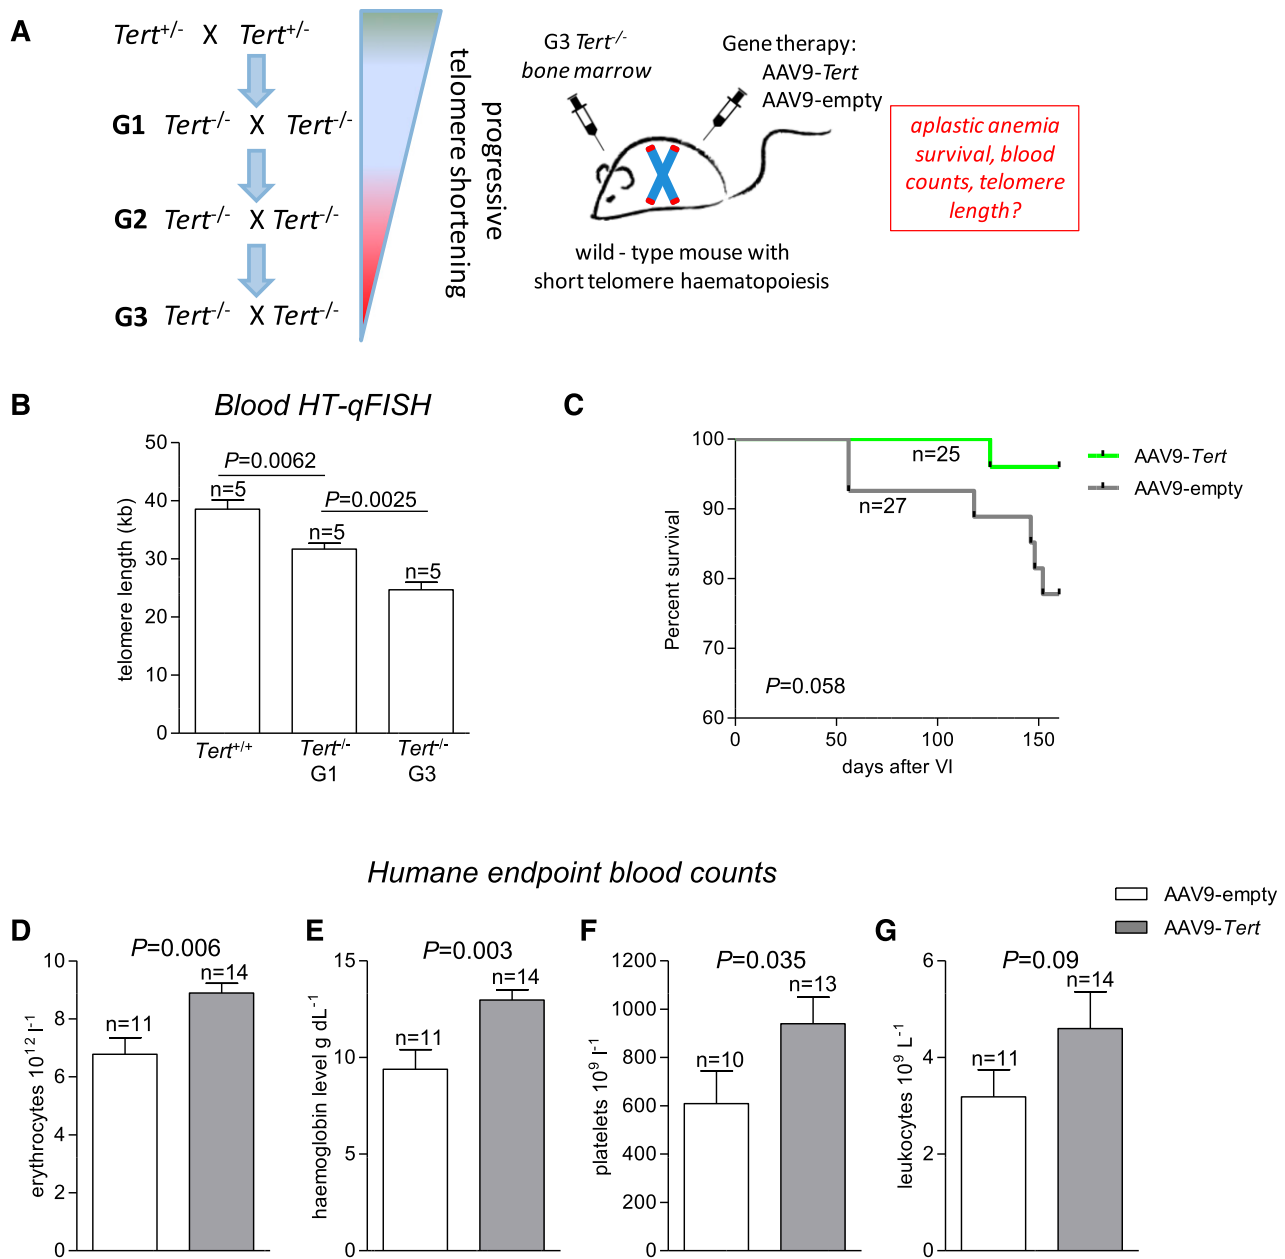 A
Tert+/- X Tert+/-
G1 Tert-/- X Tert-/-
G2 Tert-/- X Tert-/-
G3 Tert-/- X Tert-/-
progressive
telomere shortening
G3 Tert-/-
bone marrow
Gene therapy:
AAV9-Tert
AAV9-empty
wild - type mouse with
short telomere haematopoiesis
aplastic anemia
survival, blood
counts, telomere
length?
B
Blood HT-qFISH
telomere length (kb)
50
40
30
20
10
0
P=0.0062
P=0.0025
n=5
n=5
n=5
Tert+/+
Tert-/-
G1
Tert-/-
G3
C
Percent survival
100
90
80
70
60
n=25
n=27
P=0.058
0 50 100 150
days after VI
AAV9-Tert
AAV9-empty
Humane endpoint blood counts
AAV9-empty
AAV9-Tert
D
P=0.006
erythrocytes 10^12 l^-1
10
8
6
4
2
0
n=11
n=14
E
P=0.003
haemoglobin level g dL^-1
15
10
5
0
n=11
n=14
F
P=0.035
platelets 10^9 l^-1
1200
1000
800
600
400
200
0
n=10
n=13
G
P=0.09
leukocytes 10^9 L^-1
6
4
2
0
n=11
n=14